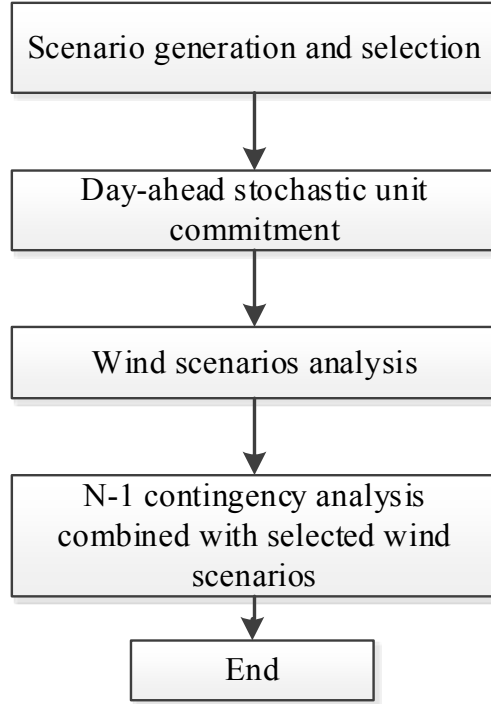 Scenario generation and selection
Day-ahead stochastic unit
commitment
Wind scenarios analysis
N-1 contingency analysis
combined with selected wind
scenarios
End